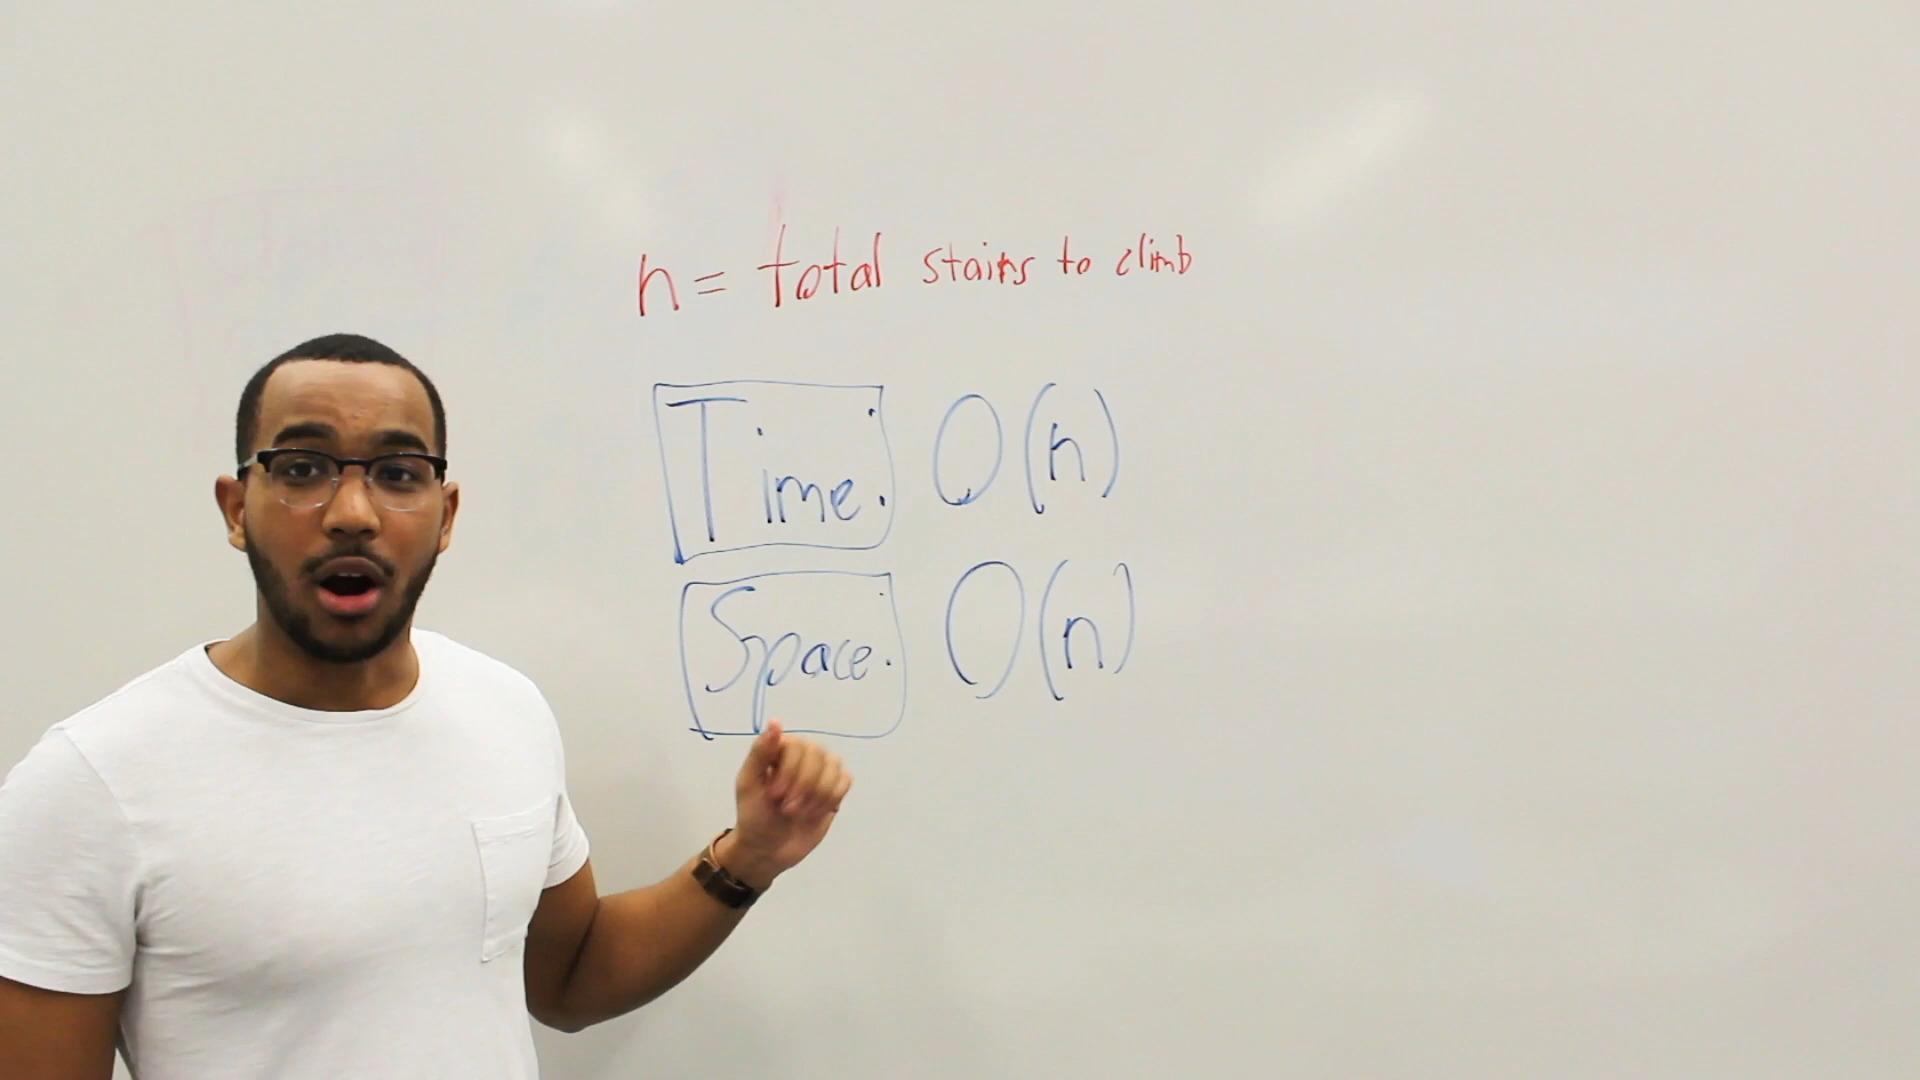 n = total stairs to climb
Time. O(n)
Space. O(n)